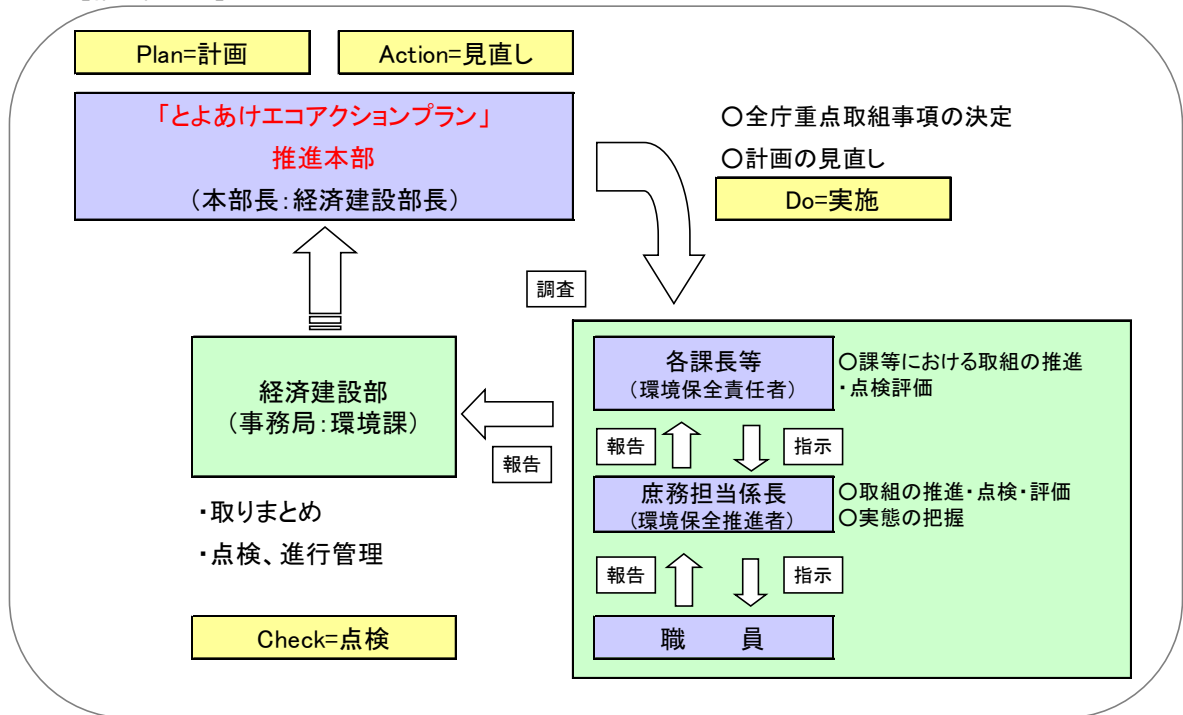 Plan=計画
Action=見直し
「とよあけエコアクションプラン」
推進本部
（本部長：経済建設部長）
○全庁重点取組事項の決定
○計画の見直し
Do=実施
調査
各課長等
（環境保全責任者）
○課等における取組の推進
・点検評価
経済建設部
（事務局：環境課）
報告
報告
指示
庶務担当係長
（環境保全推進者）
○取組の推進・点検・評価
○実態の把握
・取りまとめ
・点検、進行管理
報告
指示
Check=点検
職　　員